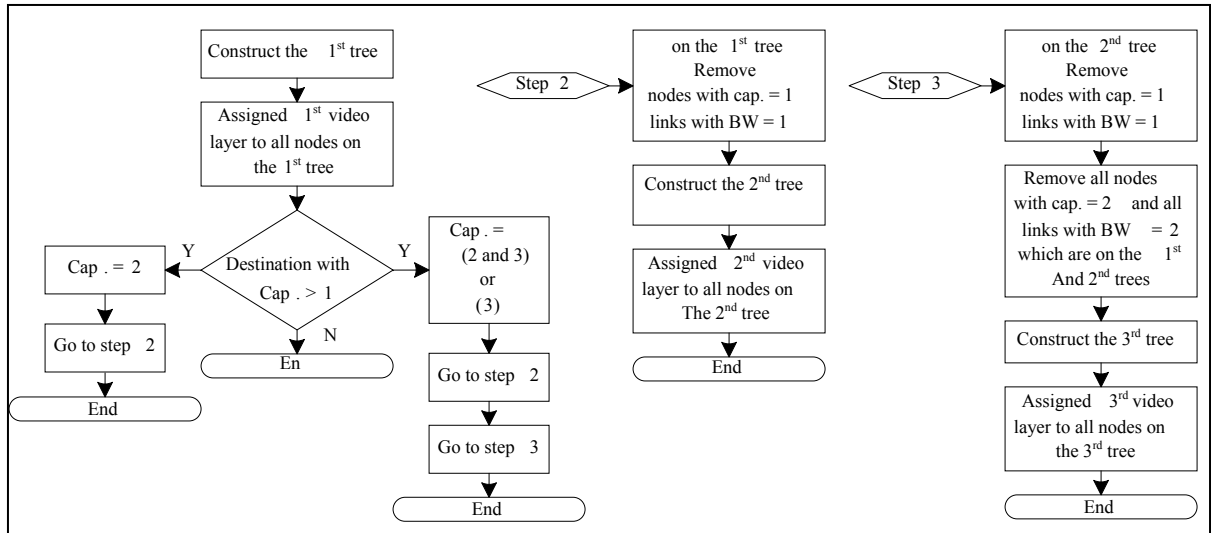 Construct the 1st tree
Assigned 1st video
layer to all nodes on
the 1st tree
Destination with
Cap . > 1
Y
Y
N
Cap . = 2
Go to step 2
End
En
Cap . =
(2 and 3)
or
(3)
Go to step 2
Go to step 3
End
Step 2
on the 1st tree
Remove
nodes with cap. = 1
links with BW = 1
Construct the 2nd tree
Assigned 2nd video
layer to all nodes on
The 2nd tree
End
Step 3
on the 2nd tree
Remove
nodes with cap. = 1
links with BW = 1
Remove all nodes
with cap. = 2 and all
links with BW = 2
which are on the 1st
And 2nd trees
Construct the 3rd tree
Assigned 3rd video
layer to all nodes on
the 3rd tree
End